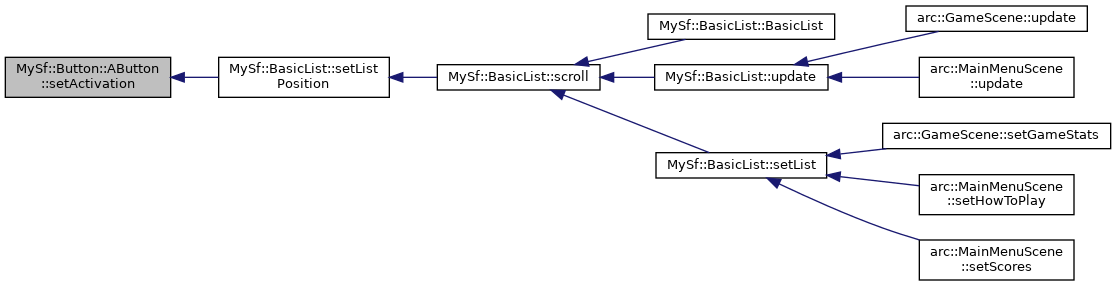 MySf::Button::AButton
::setActivation
MySf::BasicList::setList
Position
MySf::BasicList::scroll
MySf::BasicList::BasicList
MySf::BasicList::update
arc::GameScene::update
arc::MainMenuScene
::update
MySf::BasicList::setList
arc::GameScene::setGameStats
arc::MainMenuScene
::setHowToPlay
arc::MainMenuScene
::setScores